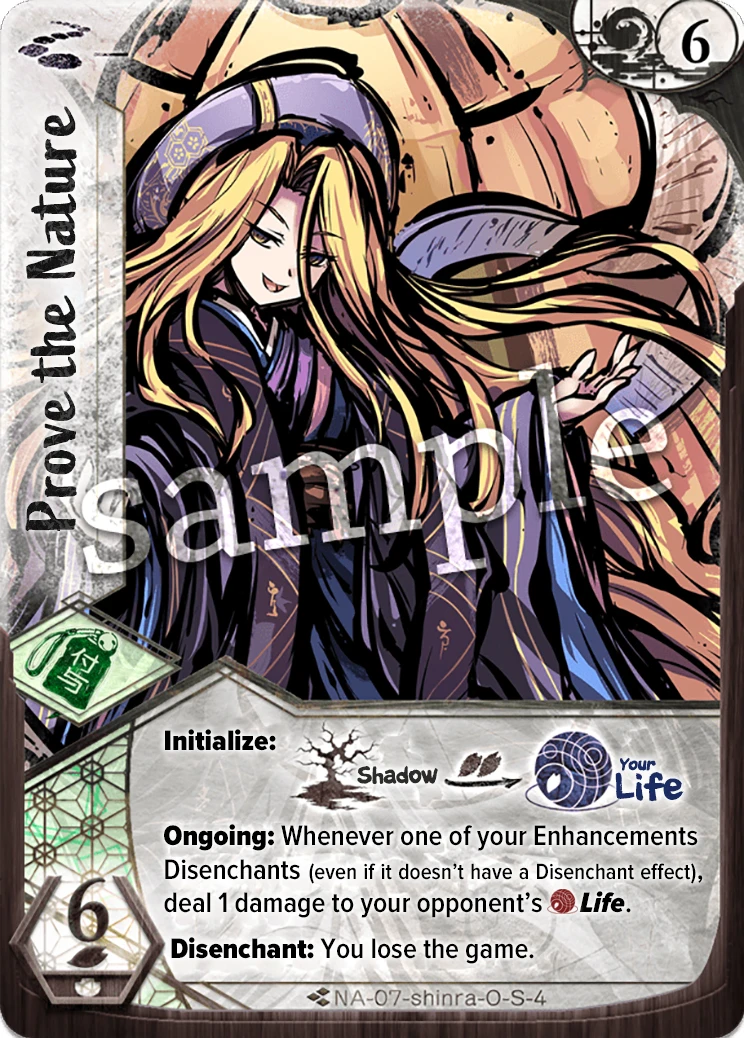 6
Prove the Nature
sample
付与
Initialize:
Shadow
Your
Life
Ongoing: Whenever one of your Enhancements
Disenchants (even if it doesn't have a Disenchant effect),
deal 1 damage to your opponent's Life.
Disenchant: You lose the game.
6
NA-07-shinra-O-S-4